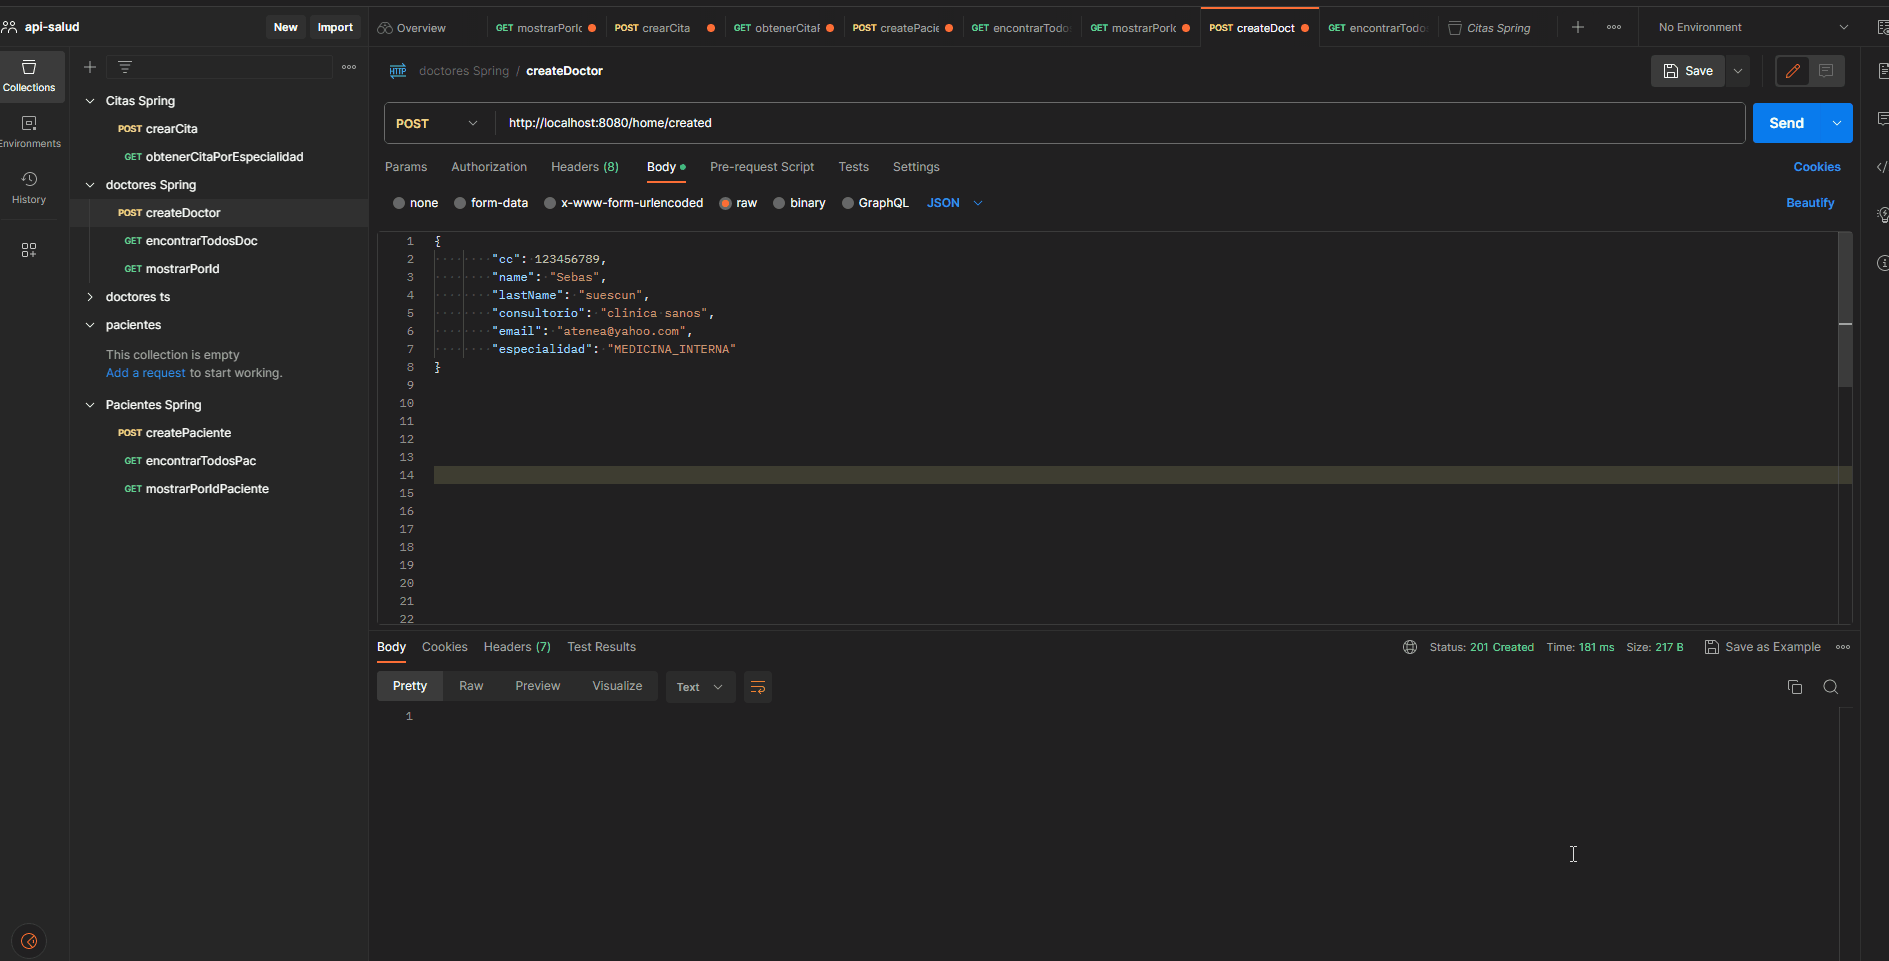 api-salud
New
Import
Overview
GET mostrarPorIc
POST crearCita
GET obtenerCital
POST createPacie
GET encontrarTodo
GET mostrarPorIc
POST createDoct
GET encontrarTodo
Citas Spring
No Environment
Collections
Environments
History
Citas Spring
POST crearCita
GET obtenerCitaPorEspecialidad
doctores Spring
POST createDoctor
GET encontrarTodosDoc
GET mostrarPorId
doctores ts
pacientes
This collection is empty
Add a request to start working.
Pacientes Spring
POST createPaciente
GET encontrarTodosPac
GET mostrarPorIdPaciente
HTTP doctores Spring / createDoctor
Save
POST
http://localhost:8080/home/created
Send
Params
Authorization
Headers (8)
Body
Pre-request Script
Tests
Settings
Cookies
none
form-data
x-www-form-urlencoded
raw
binary
GraphQL
JSON
Beautify
1 {
2 "cc": 123456789,
3 "name": "Sebas",
4 "lastName": "suescun",
5 "consultorio": "clinica sanos",
6 "email": "atenea@yahoo.com",
7 "especialidad": "MEDICINA_INTERNA"
8 }
9
10
11
12
13
14
15
16
17
18
19
20
21
22
Body
Cookies
Headers (7)
Test Results
Status: 201 Created
Time: 181 ms
Size: 217 B
Save as Example
Pretty
Raw
Preview
Visualize
Text
1